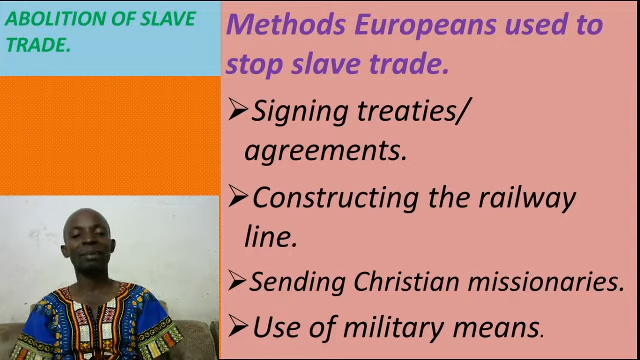 ABOLITION OF SLAVE
TRADE.
Methods Europeans used to
stop slave trade.
➢Signing treaties/
agreements.
➢Constructing the railway
line.
➢Sending Christian missionaries.
➢Use of military means.